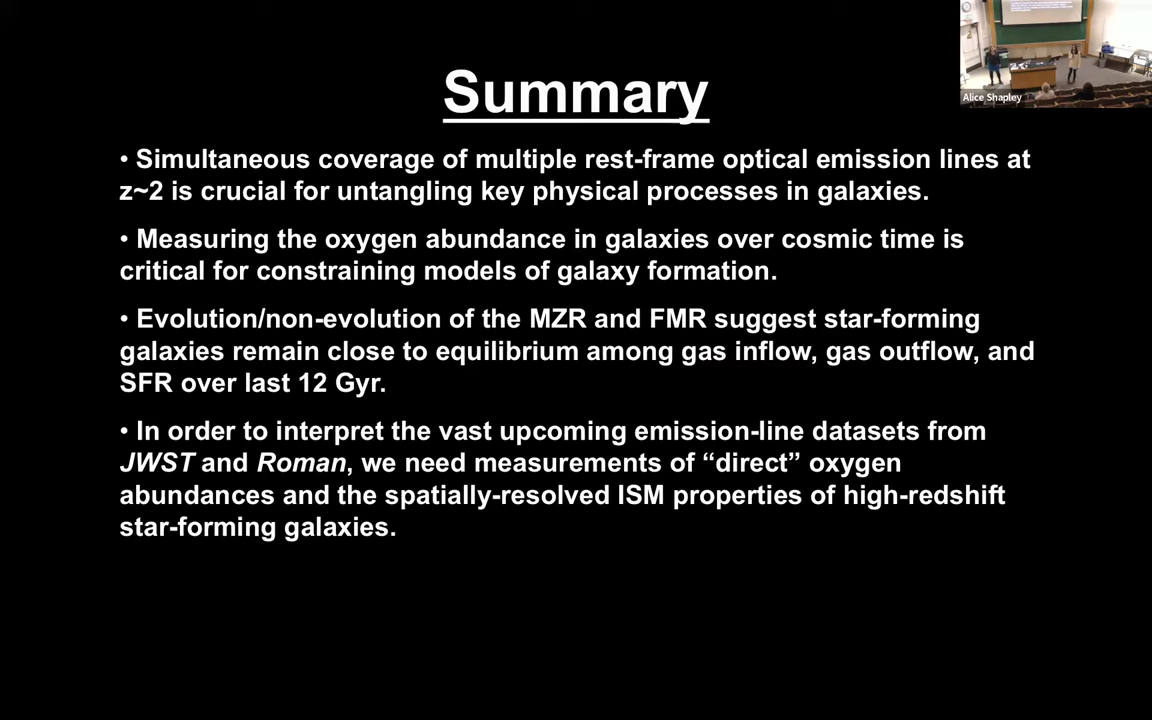 Summary
• Simultaneous coverage of multiple rest-frame optical emission lines at
z~2 is crucial for untangling key physical processes in galaxies.
• Measuring the oxygen abundance in galaxies over cosmic time is
critical for constraining models of galaxy formation.
• Evolution/non-evolution of the MZR and FMR suggest star-forming
galaxies remain close to equilibrium among gas inflow, gas outflow, and
SFR over last 12 Gyr.
• In order to interpret the vast upcoming emission-line datasets from
JWST and Roman, we need measurements of “direct” oxygen
abundances and the spatially-resolved ISM properties of high-redshift
star-forming galaxies.
Alice Shapley